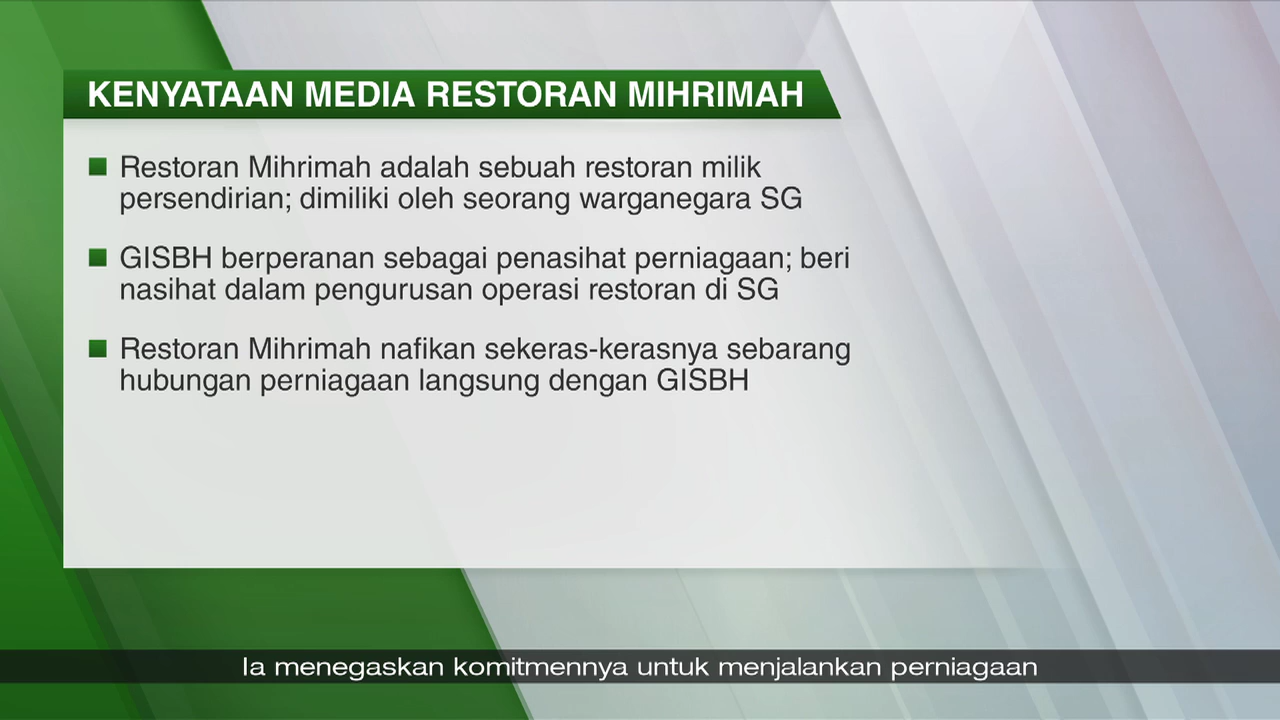 KENYATAAN MEDIA RESTORAN MIHRIMAH
Restoran Mihrimah adalah sebuah restoran milik
persendirian; dimiliki oleh seorang warganegara SG
GISBH berperanan sebagai penasihat perniagaan; beri
nasihat dalam pengurusan operasi restoran di SG
Restoran Mihrimah nafikan sekeras-kerasnya sebarang
hubungan perniagaan langsung dengan GISBH
Ia menegaskan komitmennya untuk menjalankan perniagaan